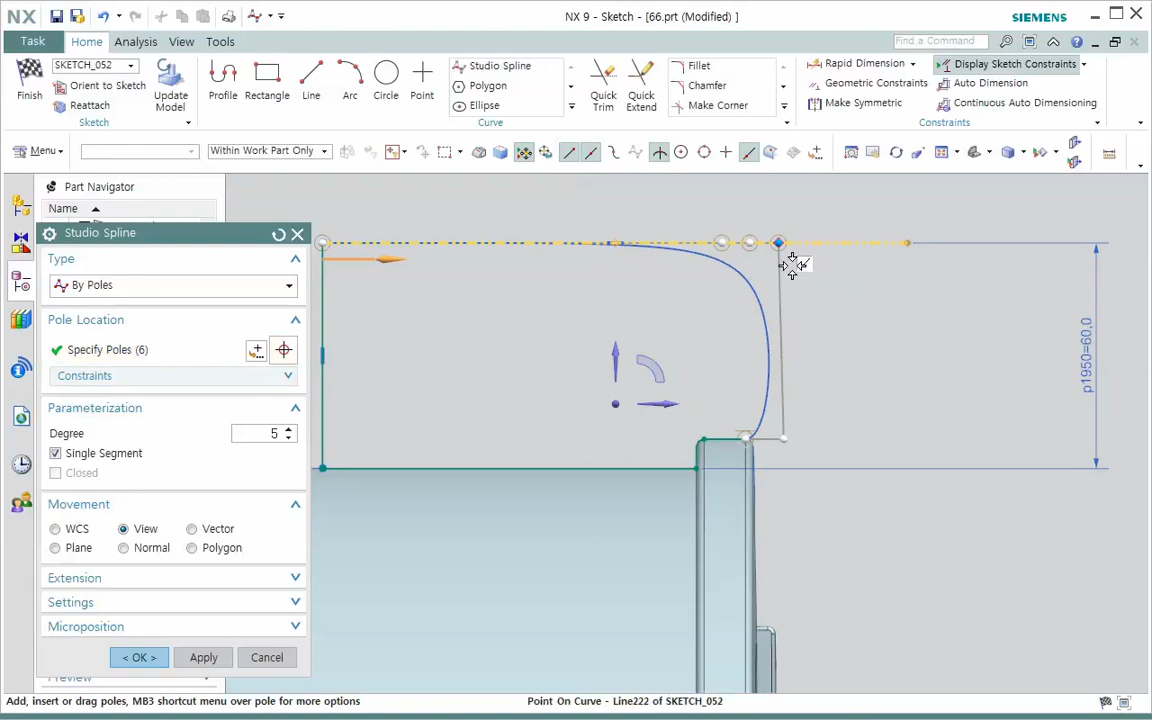 NX
NX 9 - Sketch - [66.prt (Modified) ]
SIEMENS
Task
Home
Analysis
View
Tools
Find a Command
SKETCH_052
Finish
Orient to Sketch
Reattach
Update
Model
Sketch
Profile
Rectangle
Line
Arc
Circle
Point
Studio Spline
Polygon
Ellipse
Curve
Quick
Trim
Quick
Extend
Fillet
Chamfer
Make Corner
Rapid Dimension
Geometric Constraints
Make Symmetric
Display Sketch Constraints
Auto Dimension
Continuous Auto Dimensioning
Constraints
Menu
Within Work Part Only
Part Navigator
Name
Studio Spline
Type
By Poles
Pole Location
Specify Poles (6)
Constraints
Parameterization
Degree
5
Single Segment
Closed
Movement
WCS
View
Vector
Plane
Normal
Polygon
Extension
Settings
Microposition
< OK >
Apply
Cancel
p1950=60,0
Add, insert or drag poles, MB3 shortcut menu over pole for more options
Point On Curve - Line222 of SKETCH_052